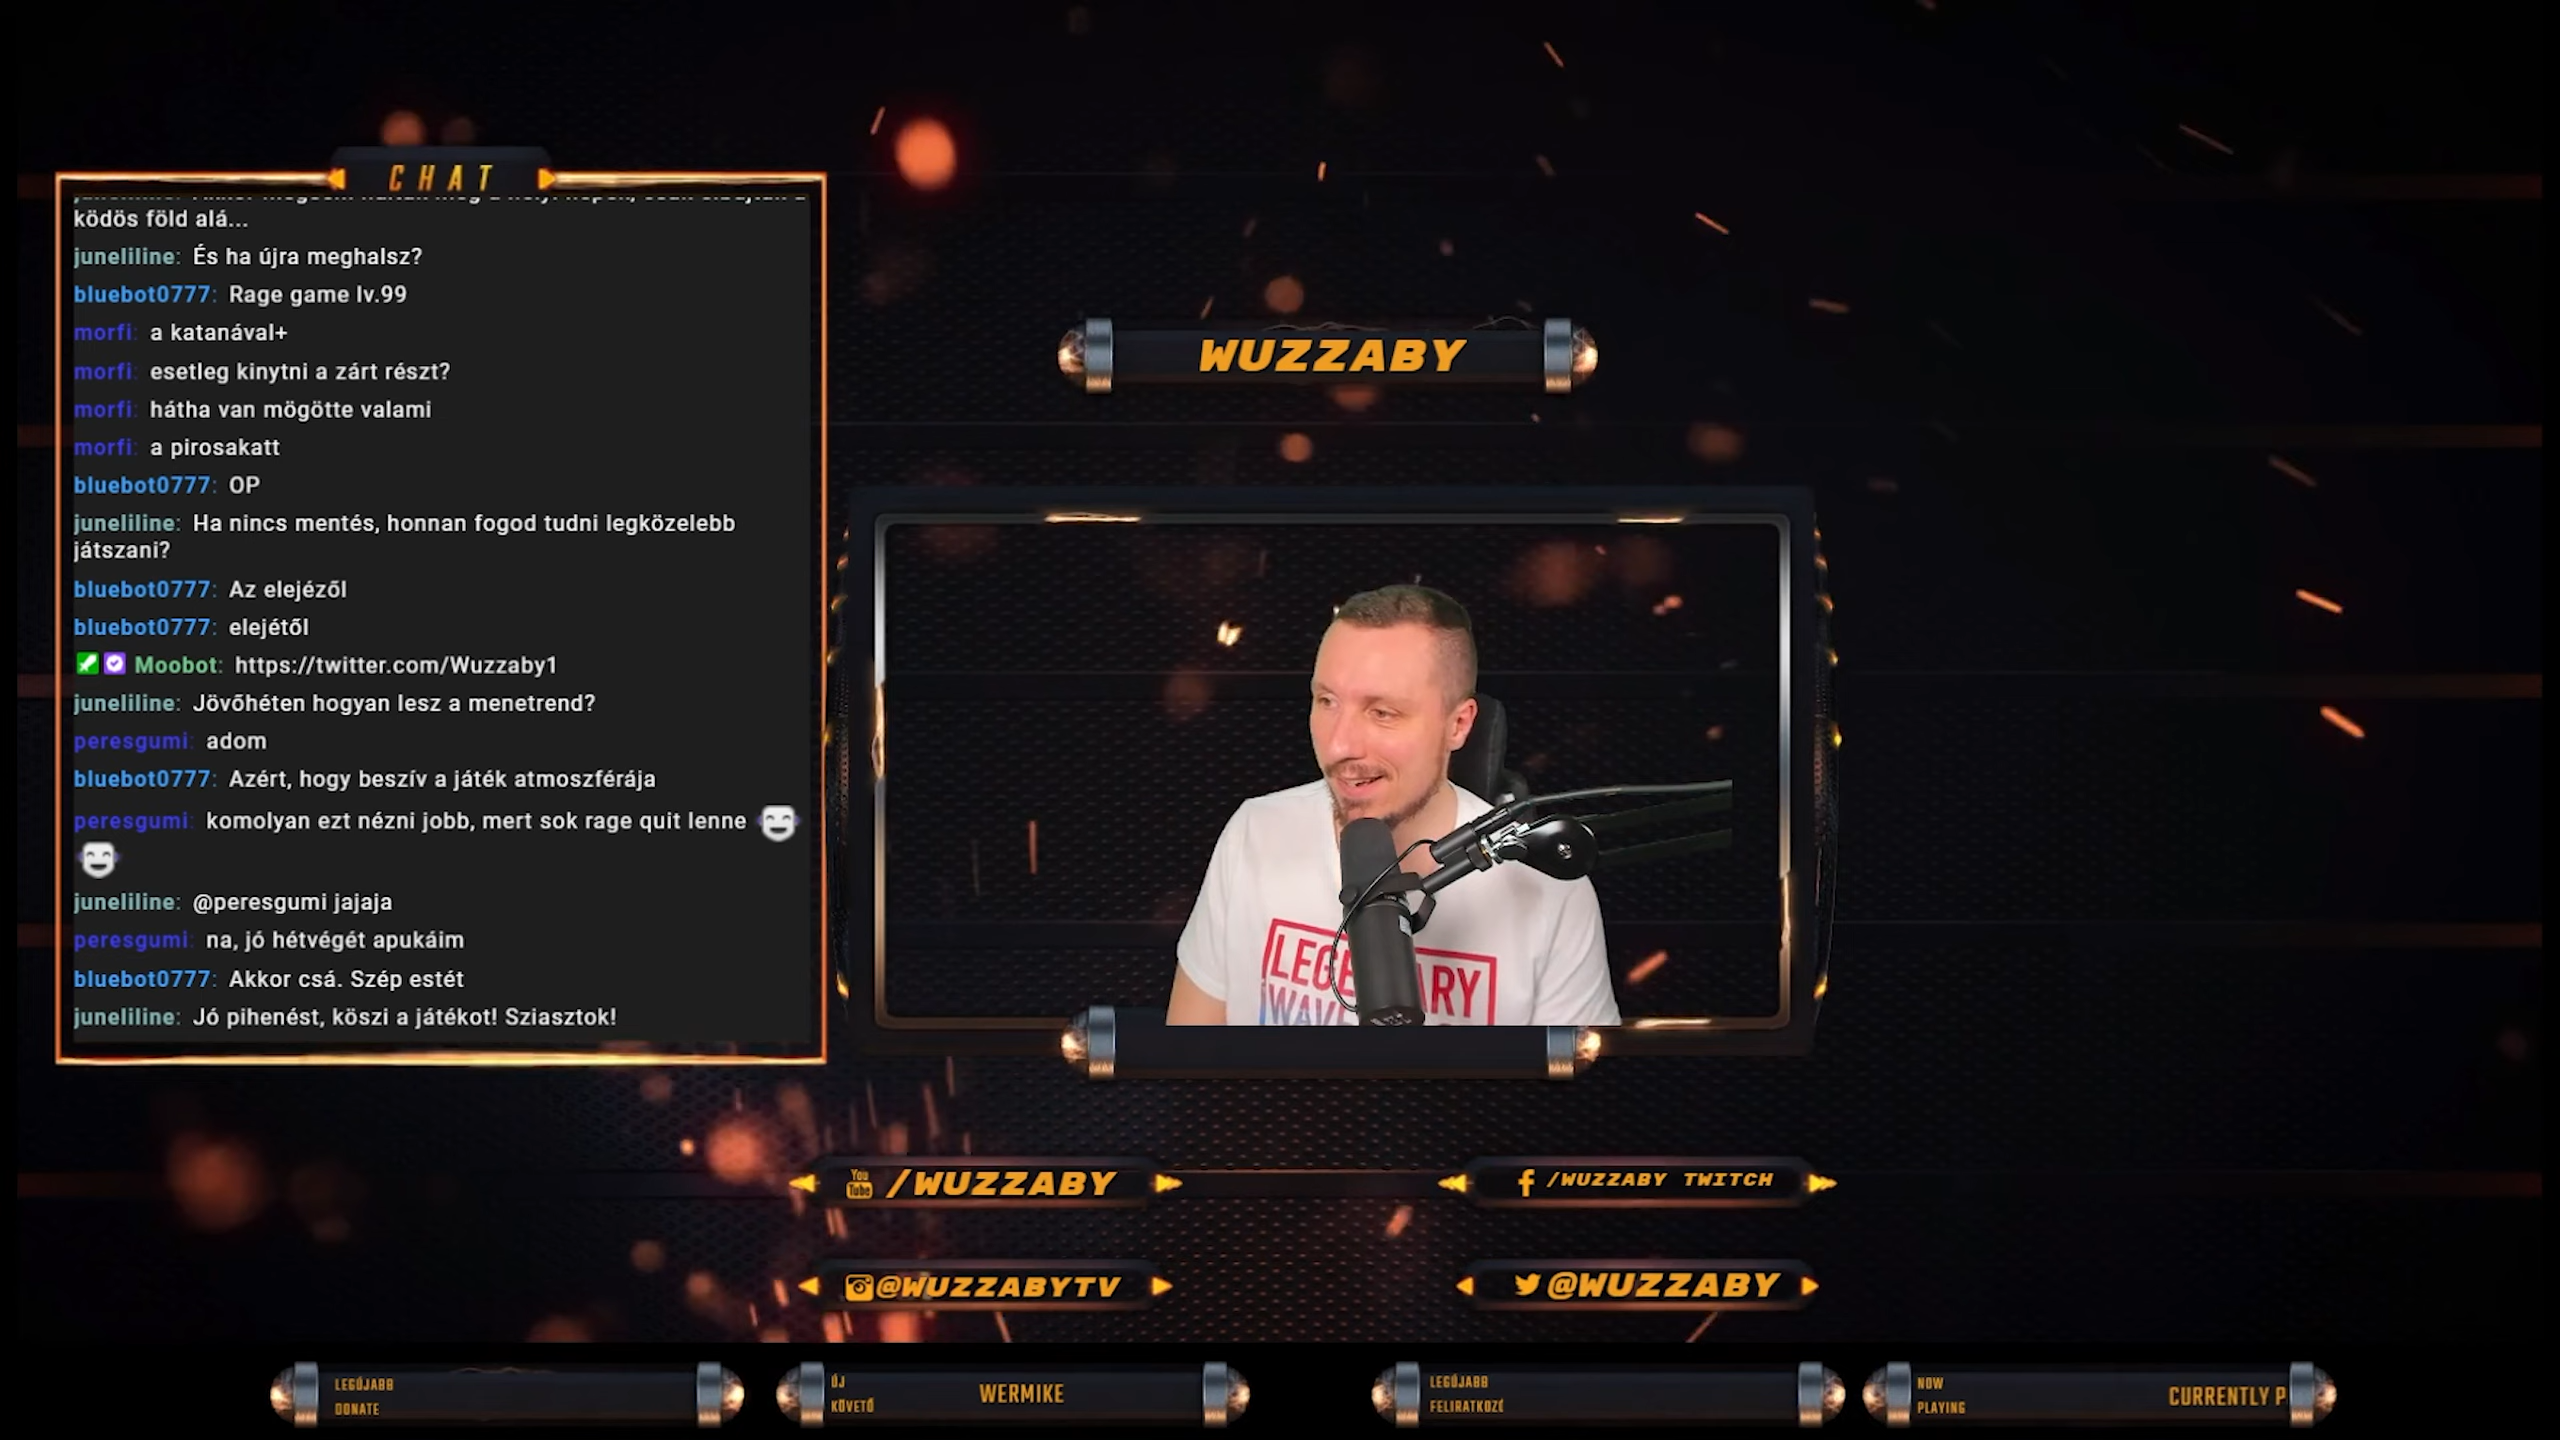 CHAT
ködös föld alá...
juneliline: És ha újra meghalsz?
bluebot0777: Rage game lv.99
morfi: a katanával+
morfi: esetleg kinytni a zárt részt?
morfi: hátha van mögötte valami
morfi: a pirosakatt
bluebot0777: OP
juneliline: Ha nincs mentés, honnan fogod tudni legközelebb
játszani?
bluebot0777: Az elejézől
bluebot0777: elejétől
Moobot: https://twitter.com/Wuzzaby1
juneliline: Jövőhéten hogyan lesz a menetrend?
peresgumi: adom
bluebot0777: Azért, hogy beszív a játék atmoszférája
peresgumi: komolyan ezt nézni jobb, mert sok rage quit lenne
juneliline: @peresgumi jajaja
peresgumi: na, jó hétvégét apukáim
bluebot0777: Akkor csá. Szép estét
juneliline: Jó pihenést, köszi a játékot! Sziasztok!
WUZZABY
You
Tube /WUZZABY
f /WUZZABY TWITCH
@WUZZABYTV
@WUZZABY
LEGÚJABB
DONATE
ÚJ
KÖVETŐ
WERMIKE
LEGÚJABB
FELIRATKOZÓ
NOW
PLAYING
CURRENTLY P